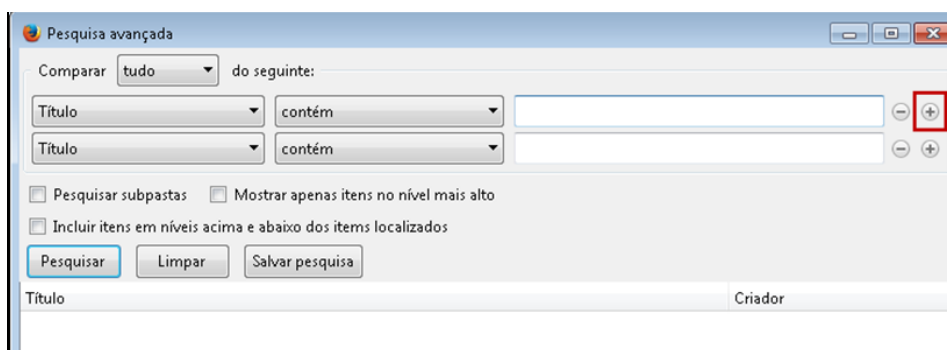 Pesquisa avançada
Comparar tudo do seguinte:
Título contém
Título contém
Pesquisar subpastas Mostrar apenas itens no nível mais alto
Incluir itens em níveis acima e abaixo dos items localizados
Pesquisar Limpar Salvar pesquisa
Título Criador